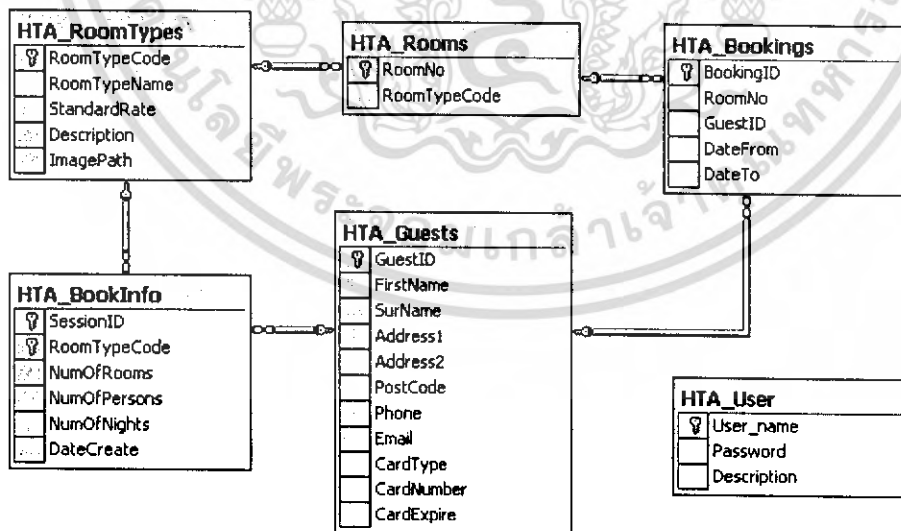 HTA_RoomTypes
RoomTypeCode
RoomTypeName
StandardRate
Description
ImagePath
HTA_Rooms
RoomNo
RoomTypeCode
HTA_Bookings
BookingID
RoomNo
GuestID
DateFrom
DateTo
HTA_BookInfo
SessionID
RoomTypeCode
NumOfRooms
NumOfPersons
NumOfNights
DateCreate
HTA_Guests
GuestID
FirstName
SurName
Address1
Address2
PostCode
Phone
Email
CardType
CardNumber
CardExpire
HTA_User
User_name
Password
Description